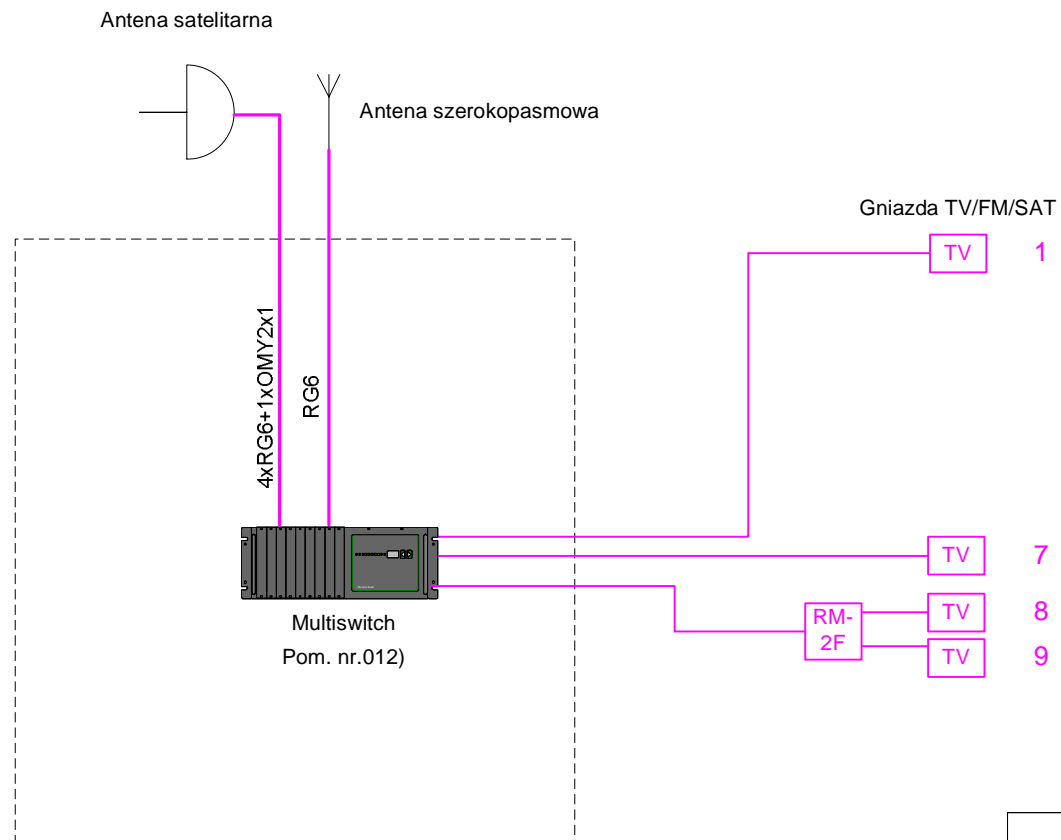 Antena satelitarna
Antena szerokopasmowa
Gniazda TV/FM/SAT
TV 1
4xRG6+1xOMY2x1
RG6
TV 7
Multiswitch
Pom. nr.012)
RM-
2F
TV 8
TV 9